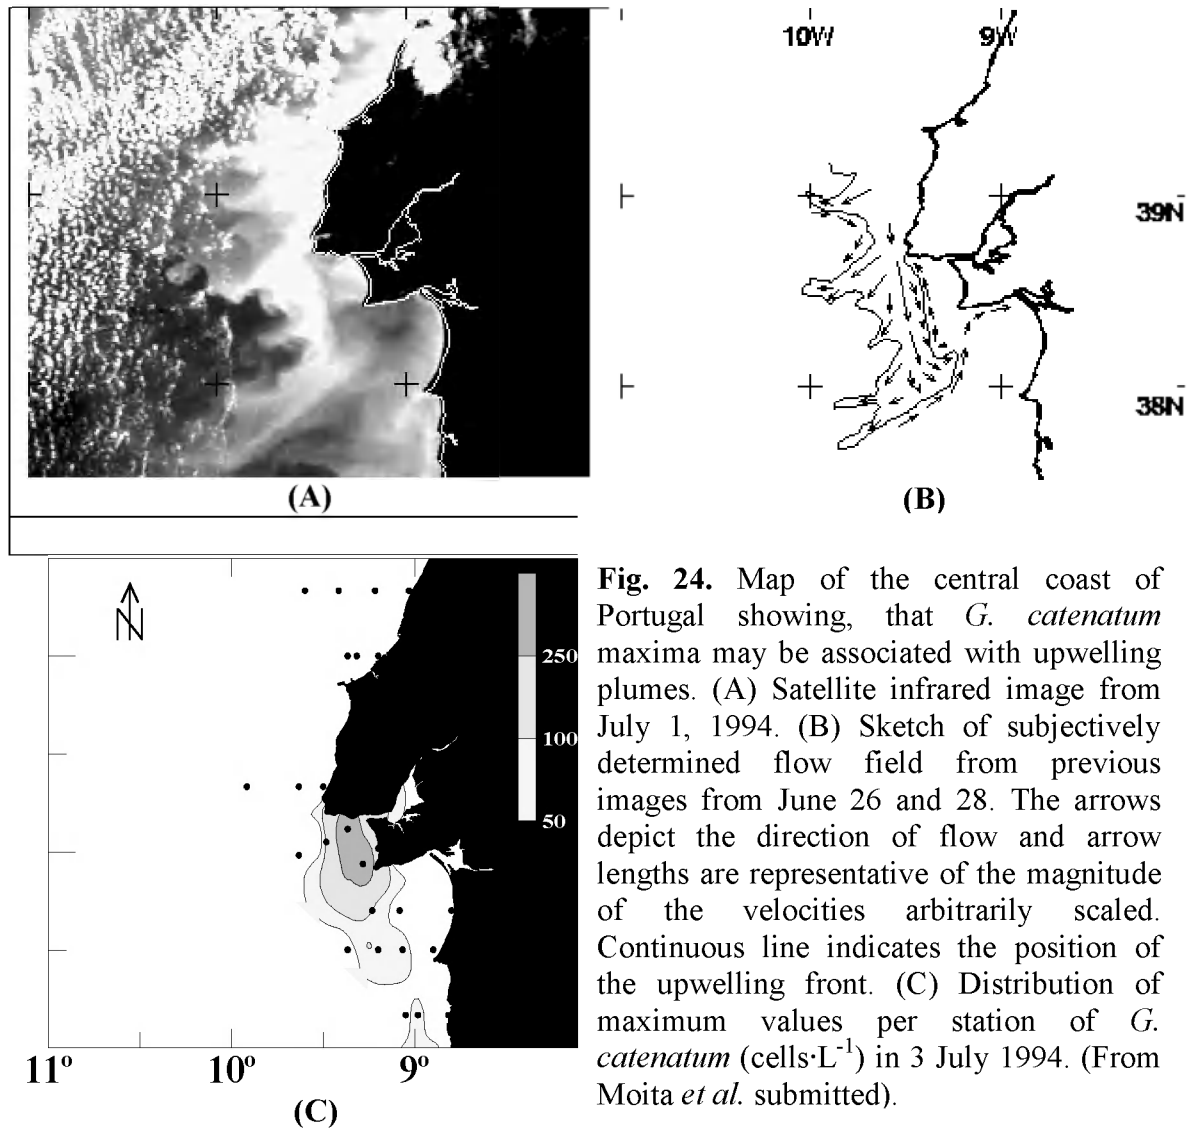 10W
9W
39N
38N
(A)
(B)
N
250
100
50
11º
10º
9º
(C)
Fig. 24. Map of the central coast of
Portugal showing, that G. catenatum
maxima may be associated with upwelling
plumes. (A) Satellite infrared image from
July 1, 1994. (B) Sketch of subjectively
determined flow field from previous
images from June 26 and 28. The arrows
depict the direction of flow and arrow
lengths are representative of the magnitude
of the velocities arbitrarily scaled.
Continuous line indicates the position of
the upwelling front. (C) Distribution of
maximum values per station of G.
catenatum (cells·L⁻¹) in 3 July 1994. (From
Moita et al. submitted).